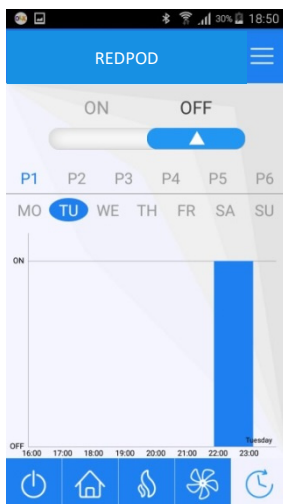 30% 18:50
REDPOD
ON OFF
P1 P2 P3 P4 P5 P6
MO TU WE TH FR SA SU
ON
Tuesday
OFF
16:00 17:00 18:00 19:00 20:00 21:00 22:00 23:00